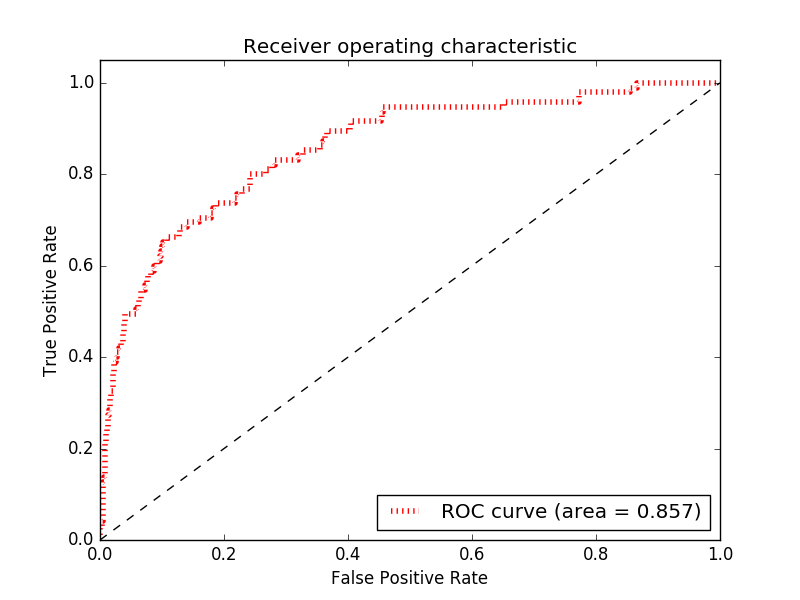 Receiver operating characteristic
1.0
0.8
0.6
0.4
0.2
0.0
True Positive Rate
ROC curve (area = 0.857)
0.0 0.2 0.4 0.6 0.8 1.0
False Positive Rate